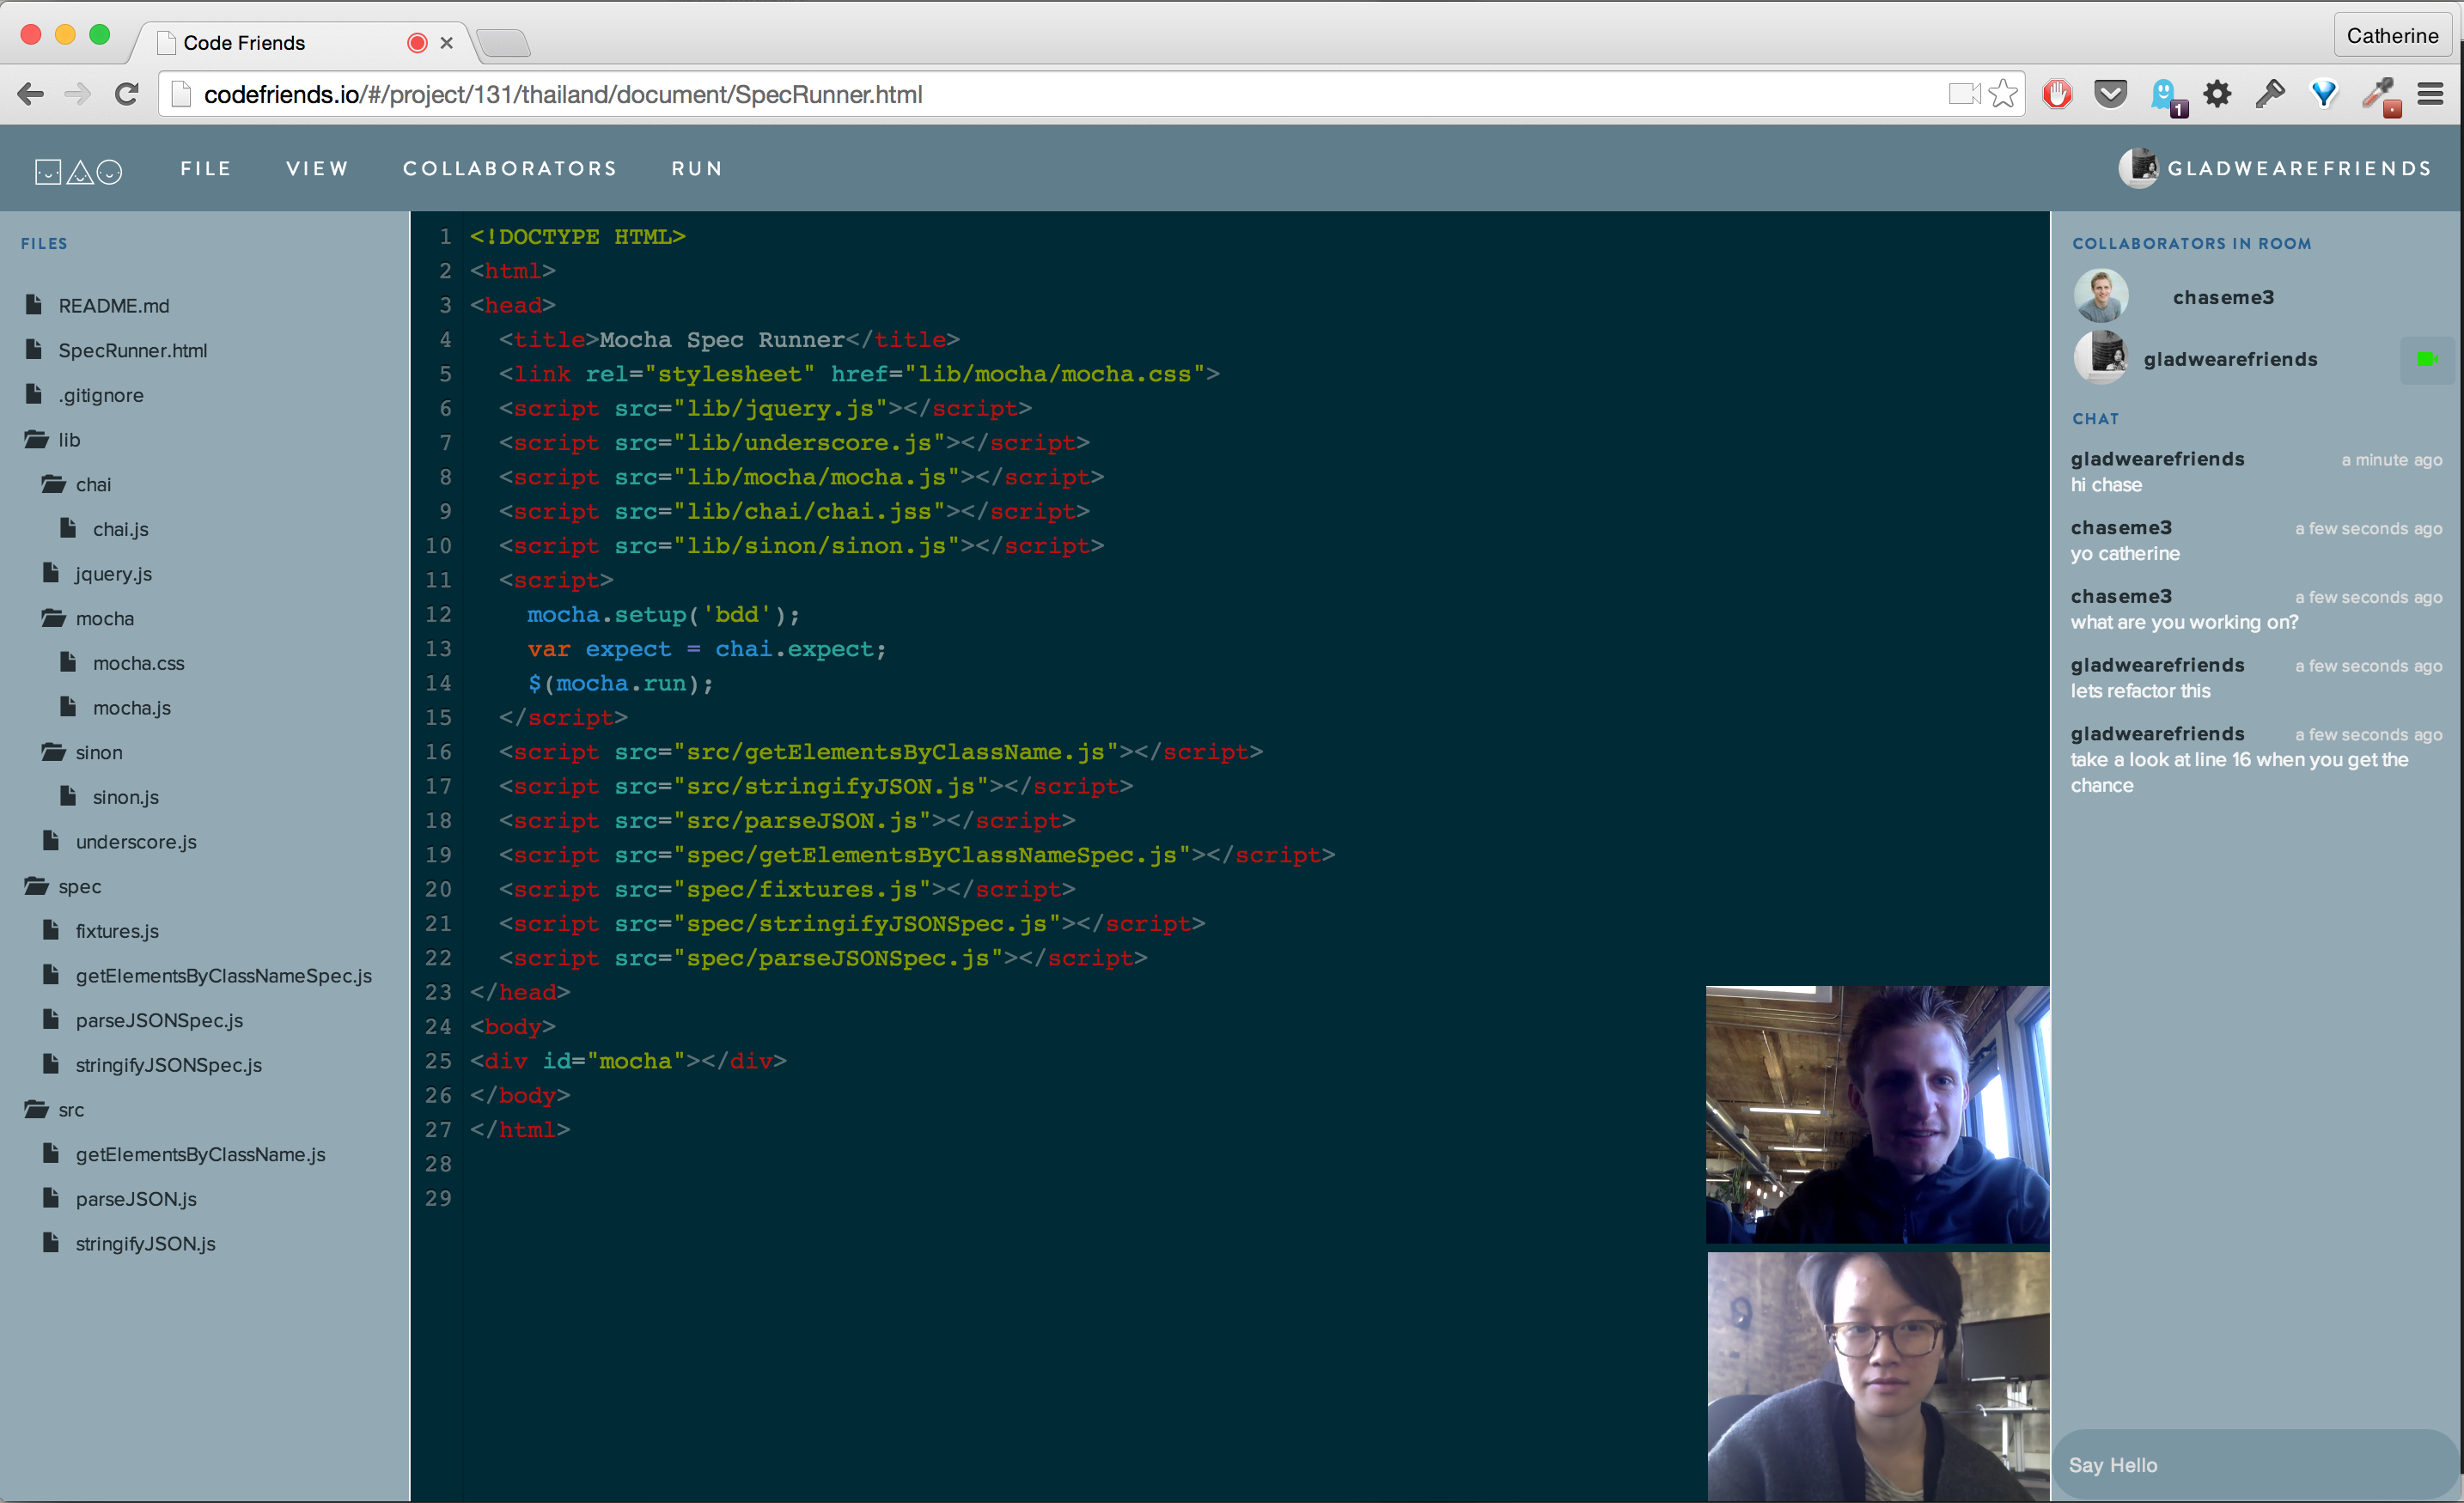 Code Friends
Catherine
codefriends.io/#/project/131/thailand/document/SpecRunner.html
1
FILE VIEW COLLABORATORS RUN
GLADWEAREFRIENDS
FILES
README.md
SpecRunner.html
.gitignore
lib
chai
chai.js
jquery.js
mocha
mocha.css
mocha.js
sinon
sinon.js
underscore.js
spec
fixtures.js
getElementsByClassNameSpec.js
parseJSONSpec.js
stringifyJSONSpec.js
src
getElementsByClassName.js
parseJSON.js
stringifyJSON.js
1 <!DOCTYPE HTML>
2 <html>
3 <head>
4   <title>Mocha Spec Runner</title>
5   <link rel="stylesheet" href="lib/mocha/mocha.css">
6   <script src="lib/jquery.js"></script>
7   <script src="lib/underscore.js"></script>
8   <script src="lib/mocha/mocha.js"></script>
9   <script src="lib/chai/chai.jss"></script>
10   <script src="lib/sinon/sinon.js"></script>
11   <script>
12     mocha.setup('bdd');
13     var expect = chai.expect;
14     $(mocha.run);
15   </script>
16   <script src="src/getElementsByClassName.js"></script>
17   <script src="src/stringifyJSON.js"></script>
18   <script src="src/parseJSON.js"></script>
19   <script src="spec/getElementsByClassNameSpec.js"></script>
20   <script src="spec/fixtures.js"></script>
21   <script src="spec/stringifyJSONSpec.js"></script>
22   <script src="spec/parseJSONSpec.js"></script>
23 </head>
24 <body>
25 <div id="mocha"></div>
26 </body>
27 </html>
28
29
COLLABORATORS IN ROOM
chaseme3
gladwearefriends
CHAT
gladwearefriends a minute ago
hi chase
chaseme3 a few seconds ago
yo catherine
chaseme3 a few seconds ago
what are you working on?
gladwearefriends a few seconds ago
lets refactor this
gladwearefriends a few seconds ago
take a look at line 16 when you get the
chance
Say Hello